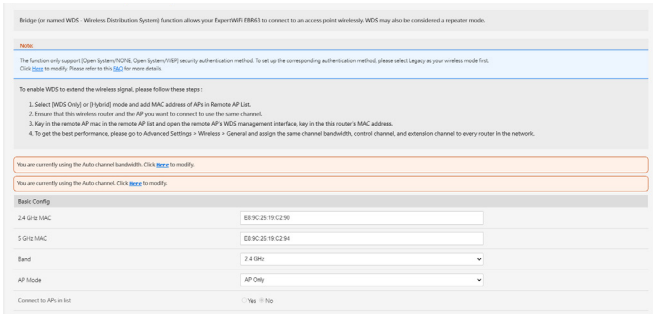 Bridge (or named WDS - Wireless Distribution System) function allows your ExpertWiFi EBR63 to connect to an access point wirelessly. WDS may also be considered a repeater mode.
Note:
The function only support [Open System/NONE, Open System/WEP] security authentication method. To set up the corresponding authentication method, please select Legacy as your wireless mode first.
Click Here to modify. Please refer to this FAQ for more details.
To enable WDS to extend the wireless signal, please follow these steps :
1. Select [WDS Only] or [Hybrid] mode and add MAC address of APs in Remote AP List.
2. Ensure that this wireless router and the AP you want to connect to use the same channel.
3. Key in the remote AP mac in the remote AP list and open the remote AP's WDS management interface, key in the this router's MAC address.
4. To get the best performance, please go to Advanced Settings > Wireless > General and assign the same channel bandwidth, control channel, and extension channel to every router in the network.
You are currently using the Auto channel bandwidth. Click Here to modify.
You are currently using the Auto channel. Click Here to modify.
Basic Config
2.4 GHz MAC E8:9C:25:19:C2:90
5 GHz MAC E8:9C:25:19:C2:94
Band 2.4 GHz
AP Mode AP Only
Connect to APs in list Yes No